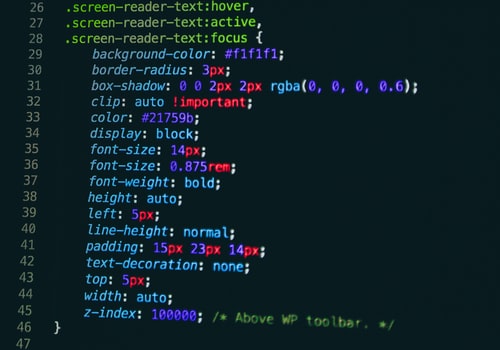 26 .screen-reader-text:hover,
27 .screen-reader-text:active,
28 .screen-reader-text:focus {
29 background-color: #f1f1f1;
30 border-radius: 3px;
31 box-shadow: 0 0 2px 2px rgba(0, 0, 0, 0.6);
32 clip: auto !important;
33 color: #21759b;
34 display: block;
35 font-size: 14px;
36 font-size: 0.875rem;
37 font-weight: bold;
38 height: auto;
39 left: 5px;
40 line-height: normal;
41 padding: 15px 23px 14px;
42 text-decoration: none;
43 top: 5px;
44 width: auto;
45 z-index: 100000; /* Above WP toolbar. */
46 }
47